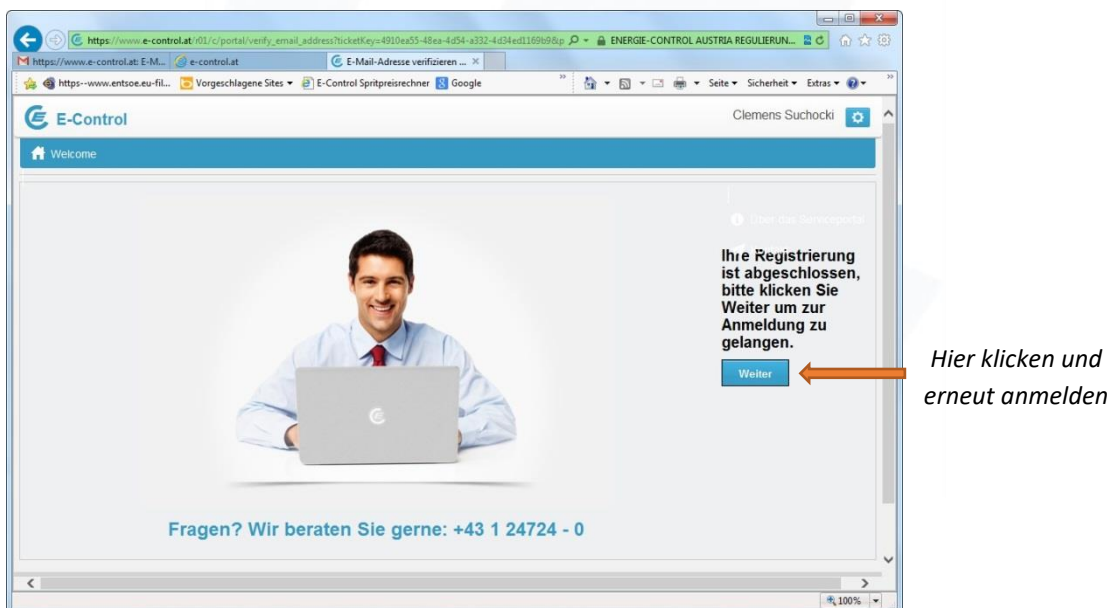 https://www.e-control.at/r01/c/portal/verify_email_address?ticketKey=4910ea55-48ea-4d54-a332-4d34ed1169b9&p
ENERGIE-CONTROL AUSTRIA REGULIERUN...
https://www.e-control.at: E-M...
e-control.at
E-Mail-Adresse verifizieren ...
https--www.entsoe.eu-fil...
Vorgeschlagene Sites
E-Control Spritpreisrechner
Google
Seite
Sicherheit
Extras
E-Control
Clemens Suchocki
Welcome
Über das Serviceportal
Ihre Registrierung
ist abgeschlossen,
bitte klicken Sie
Weiter um zur
Anmeldung zu
gelangen.
Weiter
Hier klicken und
erneut anmelden
Fragen? Wir beraten Sie gerne: +43 1 24724 - 0
100%